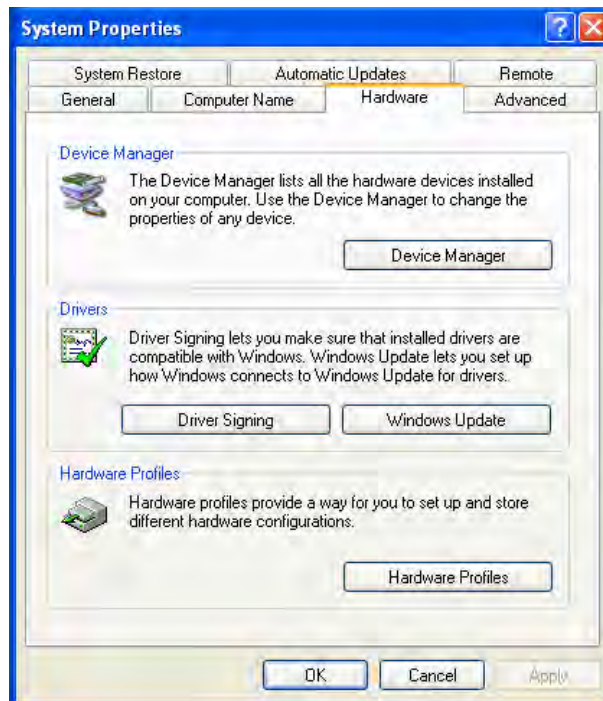 System Properties
System Restore Automatic Updates Remote
General Computer Name Hardware Advanced
Device Manager
The Device Manager lists all the hardware devices installed
on your computer. Use the Device Manager to change the
properties of any device.
Device Manager
Drivers
Driver Signing lets you make sure that installed drivers are
compatible with Windows. Windows Update lets you set up
how Windows connects to Windows Update for drivers.
Driver Signing Windows Update
Hardware Profiles
Hardware profiles provide a way for you to set up and store
different hardware configurations.
Hardware Profiles
OK Cancel Apply